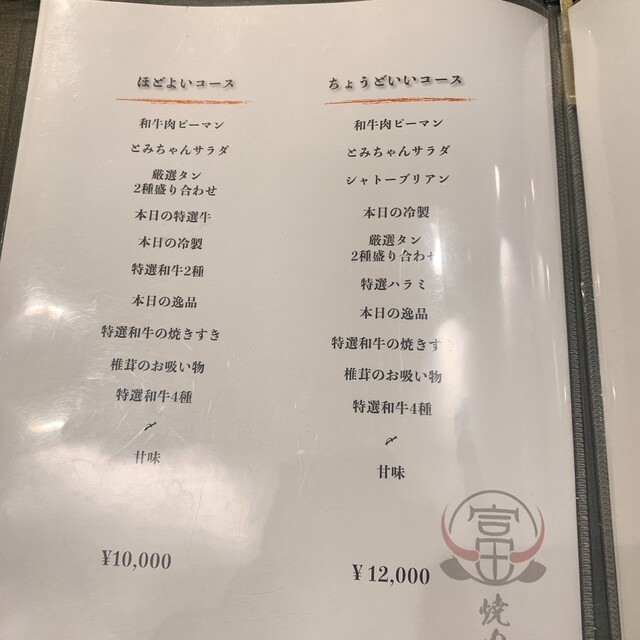 ほどよいコース
和牛肉ピーマン
とみちゃんサラダ
厳選タン
2種盛り合わせ
本日の特選牛
本日の冷製
特選和牛2種
本日の逸品
特選和牛の焼きすき
椎茸のお吸い物
特選和牛4種
〆
甘味
¥10,000
ちょうどいいコース
和牛肉ピーマン
とみちゃんサラダ
シャトーブリアン
本日の冷製
厳選タン
2種盛り合わせ
特選ハラミ
本日の逸品
特選和牛の焼きす
椎茸のお吸い物
特選和牛4種
〆
甘味
¥12,000
富
焼